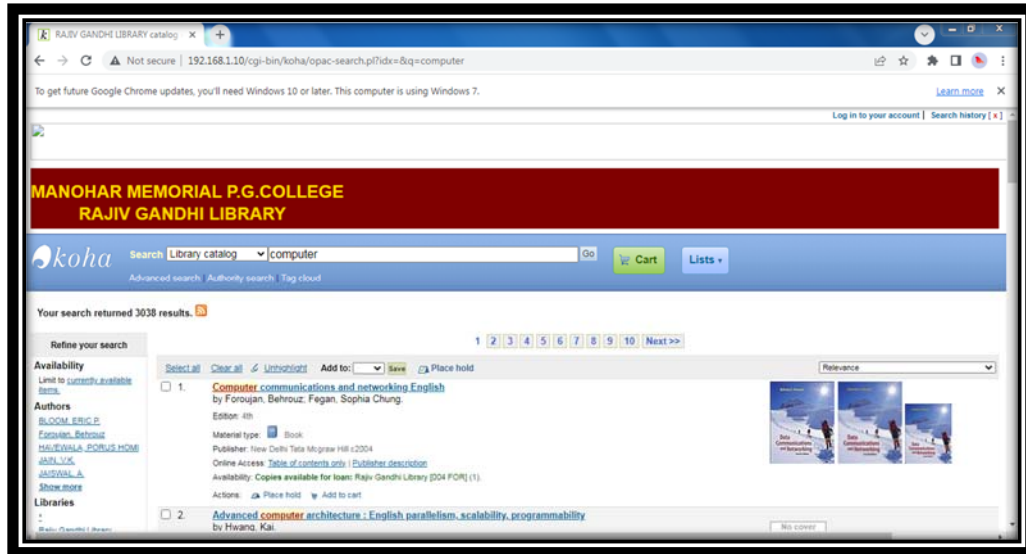 RAJIV GANDHI LIBRARY catalog
Not secure | 192.168.1.10/cgi-bin/koha/opac-search.pl?idx=&q=computer
To get future Google Chrome updates, you'll need Windows 10 or later. This computer is using Windows 7. Learn more
Log in to your account | Search history [x]
MANOHAR MEMORIAL P.G.COLLEGE
RAJIV GANDHI LIBRARY
koha Search Library catalog computer Go Cart Lists
Advanced search | Authority search | Tag cloud
Your search returned 3038 results.
Refine your search
1 2 3 4 5 6 7 8 9 10 Next >>
Availability
Limit to currently available items.
Authors
BLOOM, ERIC P.
Foroujan, Behrouz
HAVEWALA, PORUS HOMI
JAIN, V.K.
JAISWAL, A.
Show more
Libraries
Rajiv Gandhi Library
Select all Clear all Unhighlight Add to: Save Place hold
Relevance
1. Computer communications and networking English
by Foroujan, Behrouz; Fegan, Sophia Chung.
Edition: 4th
Material type: Book
Publisher: New Delhi Tata Mcgraw Hill c2004
Online Access: Table of contents only | Publisher description
Availability: Copies available for loan: Rajiv Gandhi Library [004 FOR] (1).
Actions: Place hold Add to cart
Data Communications and Networking
Data Communications and Networking
2. Advanced computer architecture : English parallelism, scalability, programmability
by Hwang, Kai.
No cover